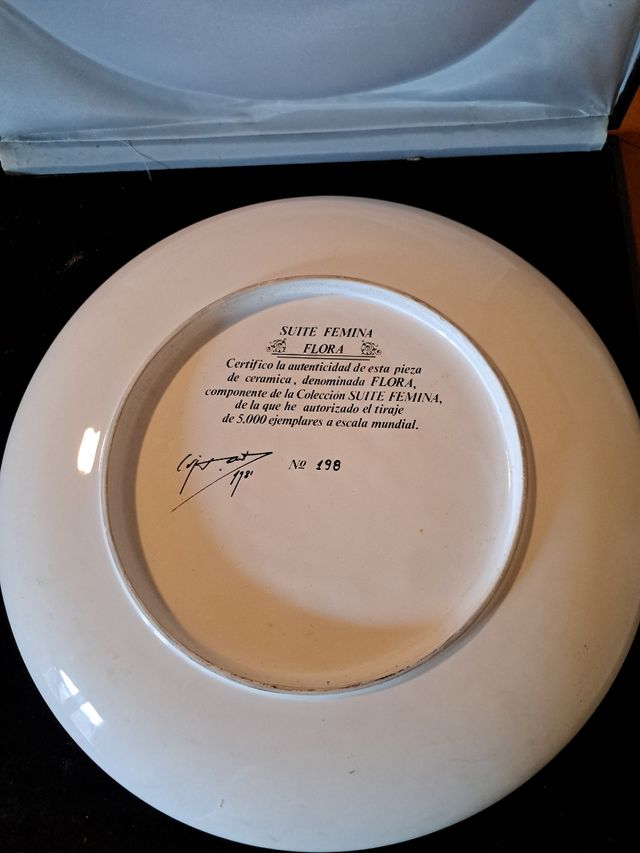 SUITE FEMINA
FLORA
Certifico la autenticidad de esta pieza
de ceramica, denominada FLORA,
componente de la Colección SUITE FEMINA,
de la que he autorizado el tiraje
de 5.000 ejemplares a escala mundial.
Nº 198
1981